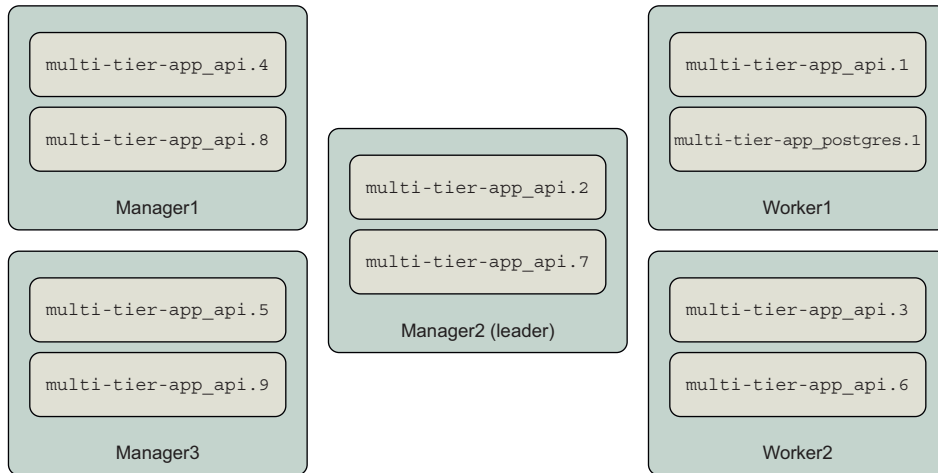 multi-tier-app_api.4
multi-tier-app_api.8
Manager1
multi-tier-app_api.5
multi-tier-app_api.9
Manager3
multi-tier-app_api.2
multi-tier-app_api.7
Manager2 (leader)
multi-tier-app_api.1
multi-tier-app_postgres.1
Worker1
multi-tier-app_api.3
multi-tier-app_api.6
Worker2